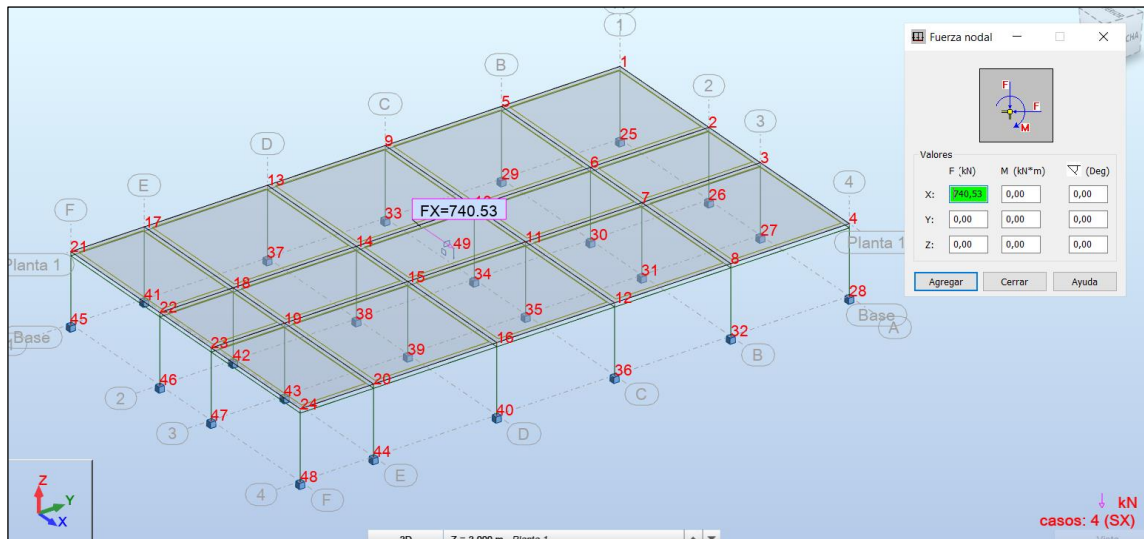 1
B
C
2
3
D
4
E
F
1
5
2
9
25
6
3
29
13
26
7
33
4
FX=740.53
17
49
27
Planta 1
14
11
30
21
37
34
8
31
Planta 1
18
15
41
22
12
28
35
Base
A
45
38
19
32
Base
23
16
B
42
39
46
2
20
36
43
C
24
47
40
3
D
44
E
48
4
F
Z
Y
X
3D
Z = 3,000 m - Planta 1
kN
casos: 4 (SX)
Vista
Fuerza nodal
F
F
M
Valores
F (kN) M (kN*m) (Deg)
X: 740,53 0,00 0,00
Y: 0,00 0,00 0,00
Z: 0,00 0,00 0,00
Agregar Cerrar Ayuda